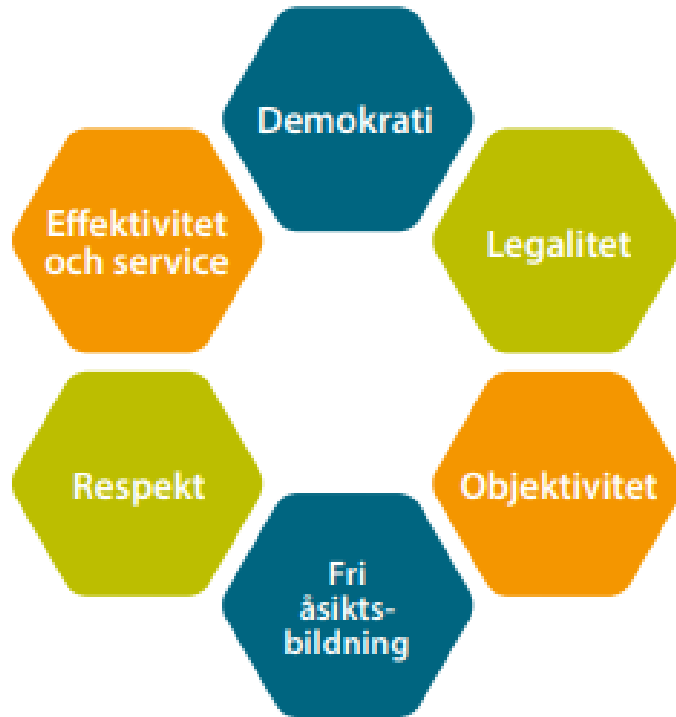 Demokrati
Legalitet
Objektivitet
Fri
åsikts-
bildning
Respekt
Effektivitet
och service